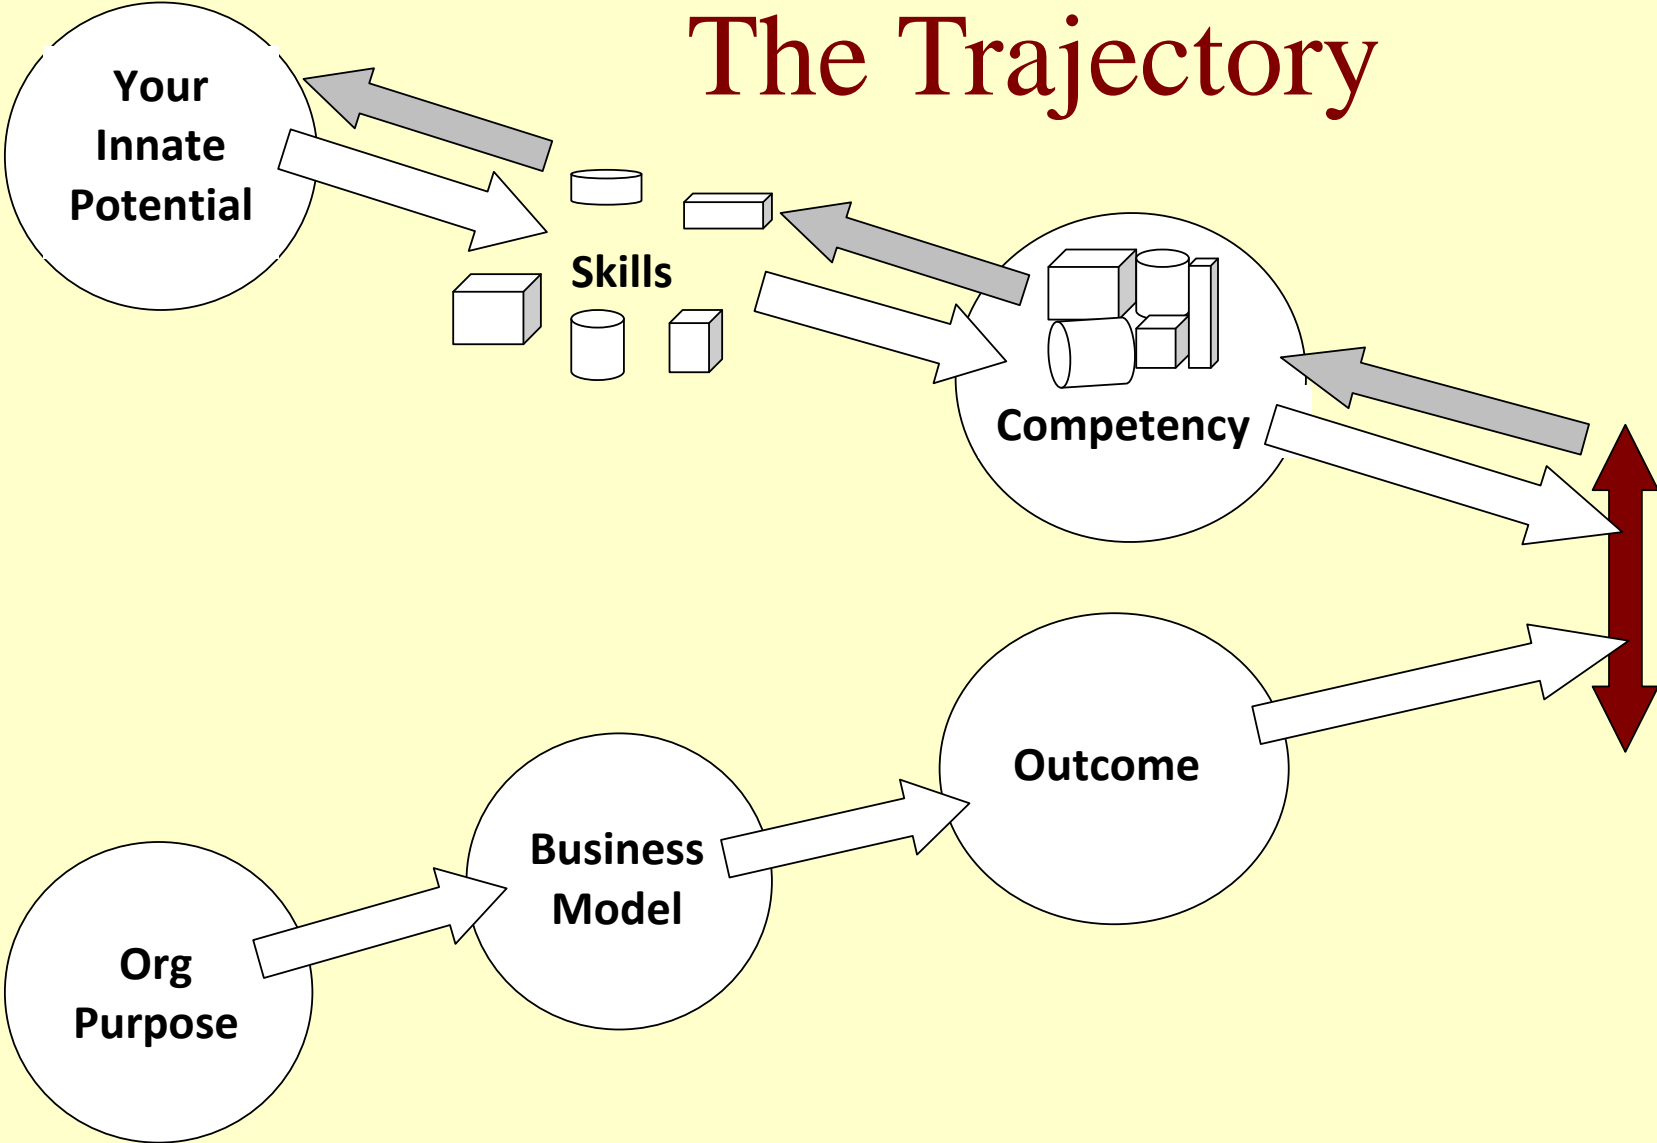 The Trajectory
Your
Innate
Potential
Skills
Competency
Outcome
Business
Model
Org
Purpose